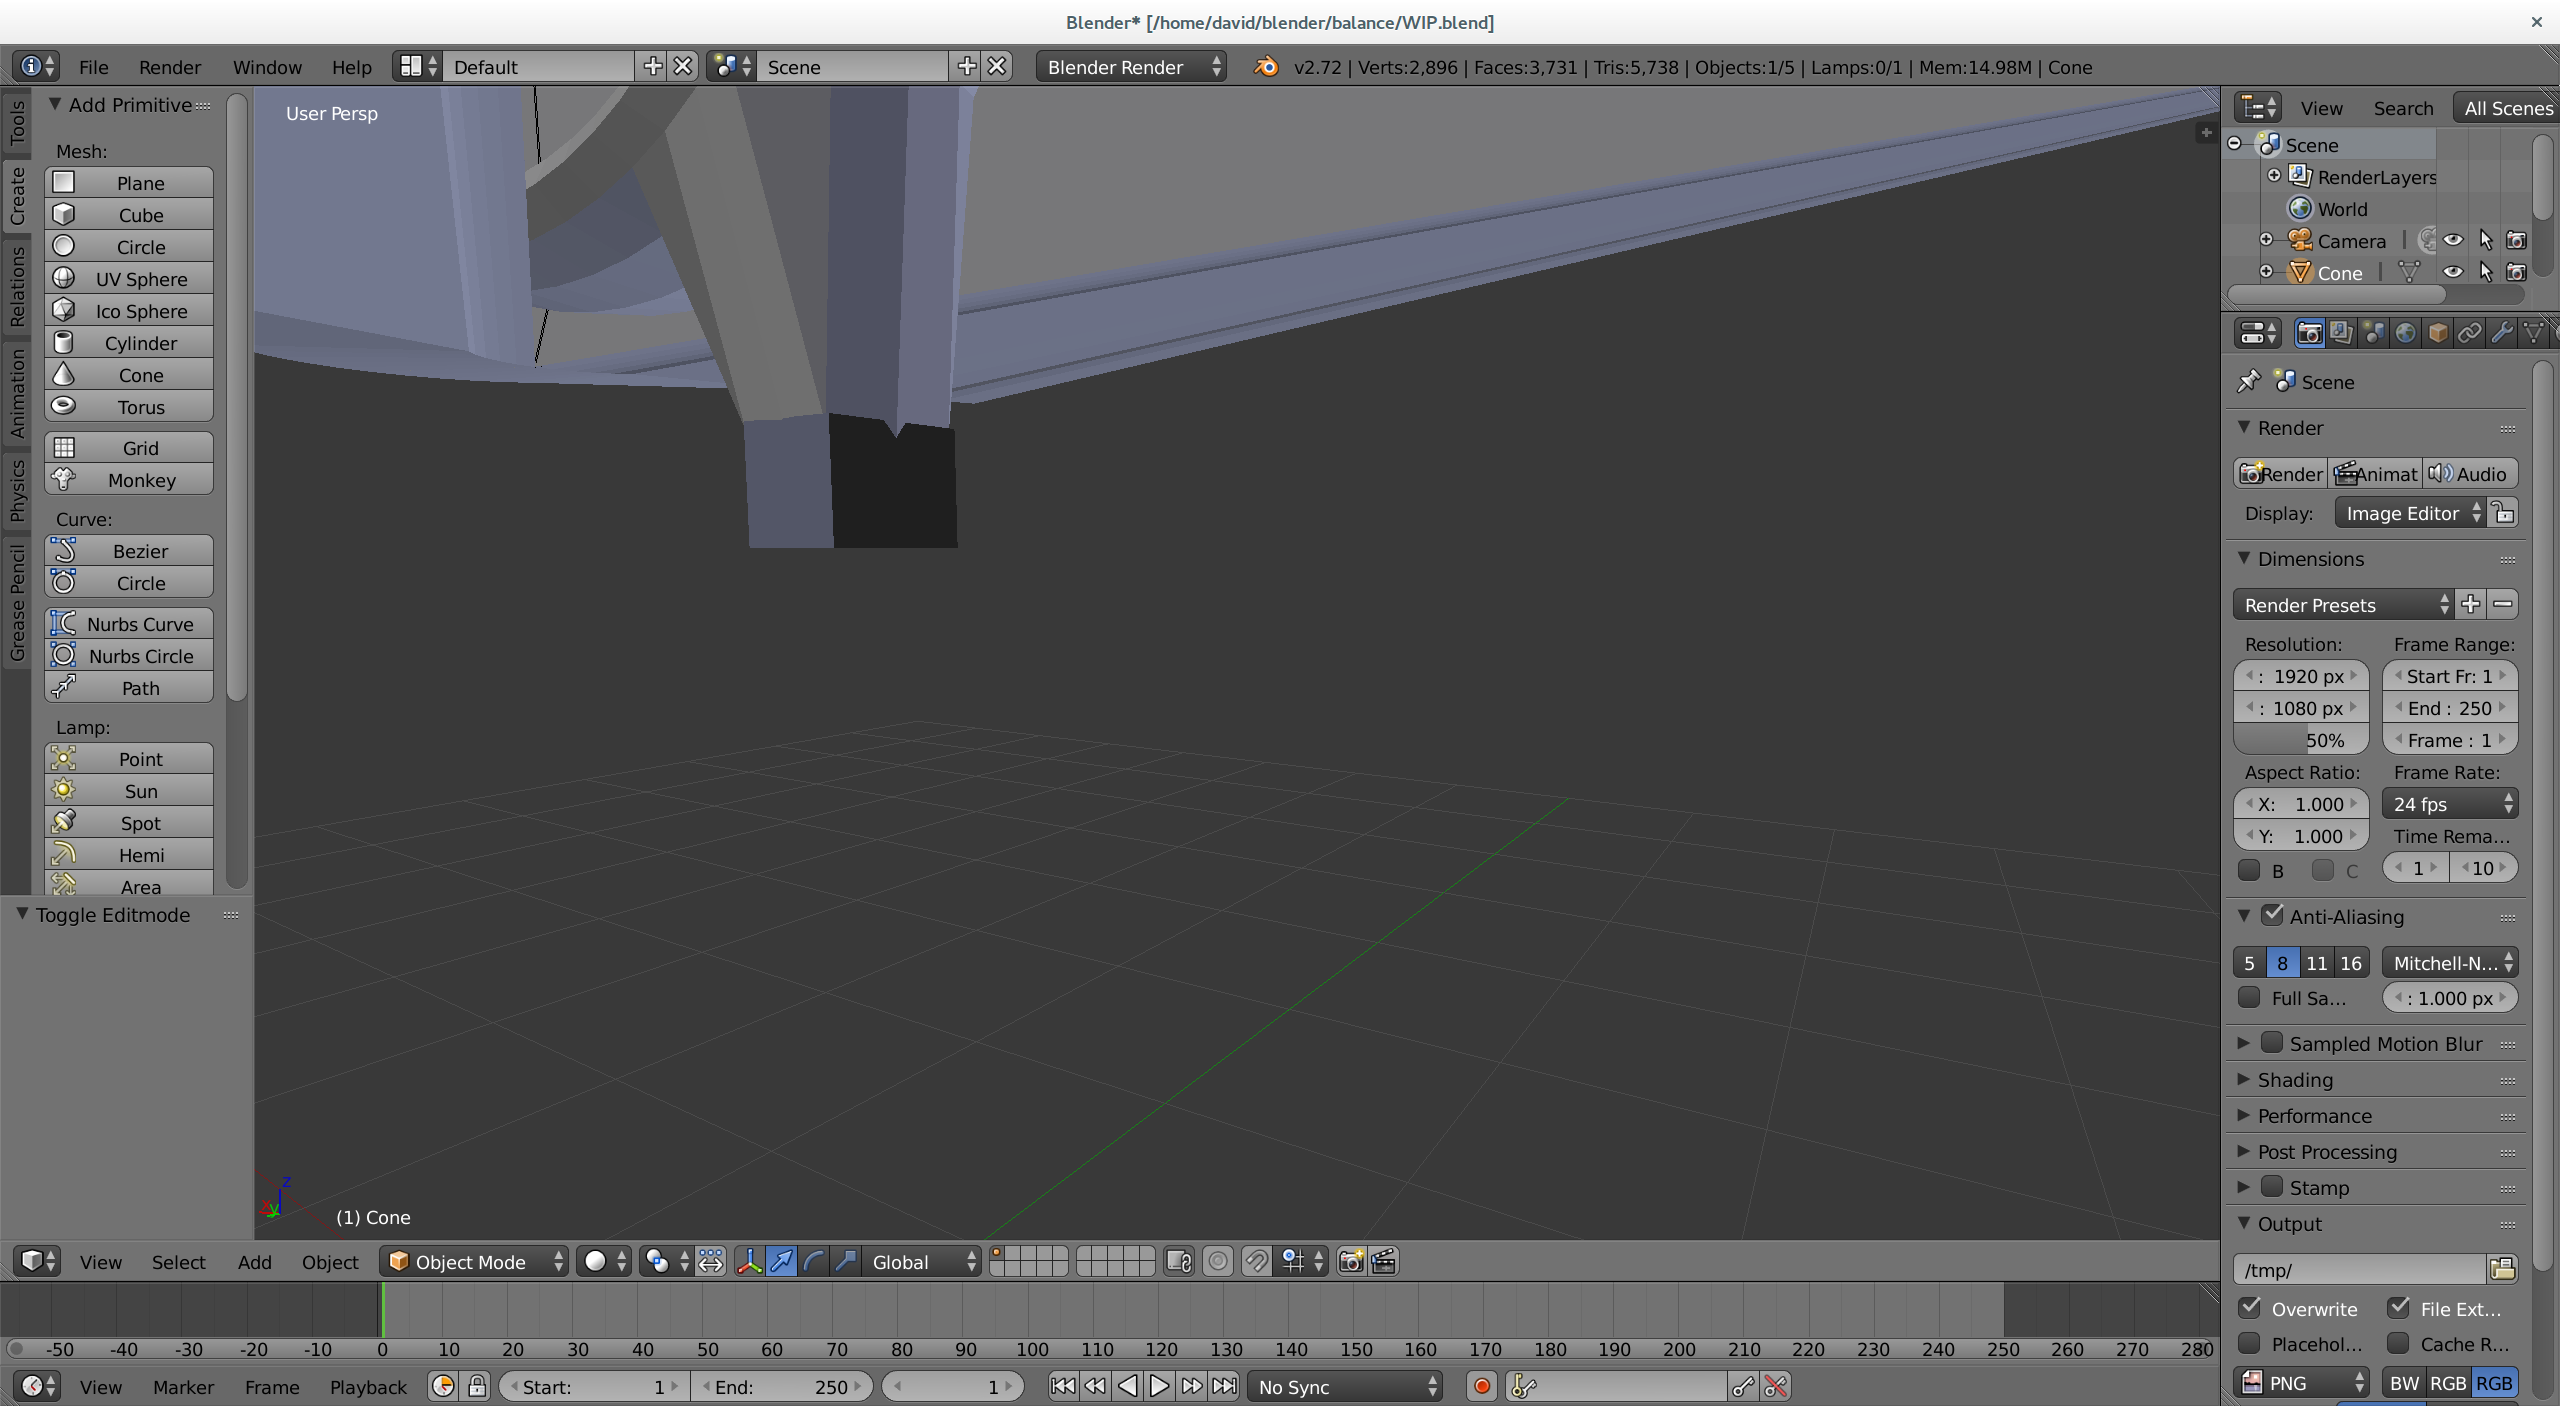 Blender* [/home/david/blender/balance/WIP.blend]
File Render Window Help Default Scene Blender Render v2.72 | Verts:2,896 | Faces:3,731 | Tris:5,738 | Objects:1/5 | Lamps:0/1 | Mem:14.98M | Cone
Tools
Create
Relations
Animation
Physics
Grease Pencil
Add Primitive
Mesh:
Plane
Cube
Circle
UV Sphere
Ico Sphere
Cylinder
Cone
Torus
Grid
Monkey
Curve:
Bezier
Circle
Nurbs Curve
Nurbs Circle
Path
Lamp:
Point
Sun
Spot
Hemi
Area
Toggle Editmode
User Persp
z
x y
(1) Cone
View Select Add Object Object Mode Global
-50 -40 -30 -20 -10 0 10 20 30 40 50 60 70 80 90 100 110 120 130 140 150 160 170 180 190 200 210 220 230 240 250 260 270 280
View Marker Frame Playback Start: 1 End: 250 1 No Sync
View Search All Scenes
Scene
RenderLayers
World
Camera
Cone
Scene
Render
Render Animat Audio
Display: Image Editor
Dimensions
Render Presets
Resolution: Frame Range:
: 1920 px Start Fr: 1
: 1080 px End : 250
50% Frame : 1
Aspect Ratio: Frame Rate:
X: 1.000 24 fps
Y: 1.000 Time Rema...
B C 1 10
Anti-Aliasing
5 8 11 16 Mitchell-N...
Full Sa... : 1.000 px
Sampled Motion Blur
Shading
Performance
Post Processing
Stamp
Output
/tmp/
Overwrite File Ext...
Placehol... Cache R...
PNG BW RGB RGB